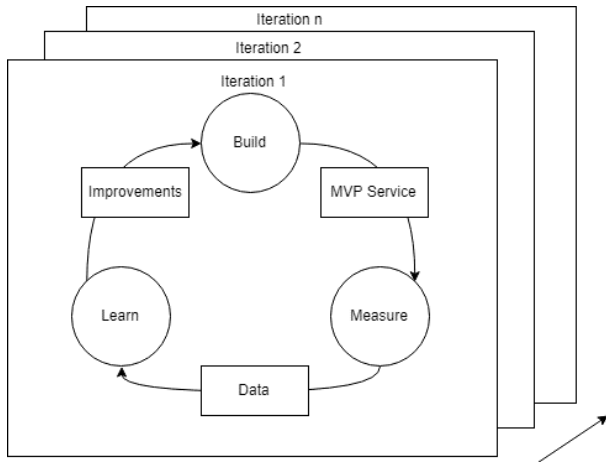 Iteration n
Iteration 2
Iteration 1
Build
Improvements
MVP Service
Learn
Measure
Data